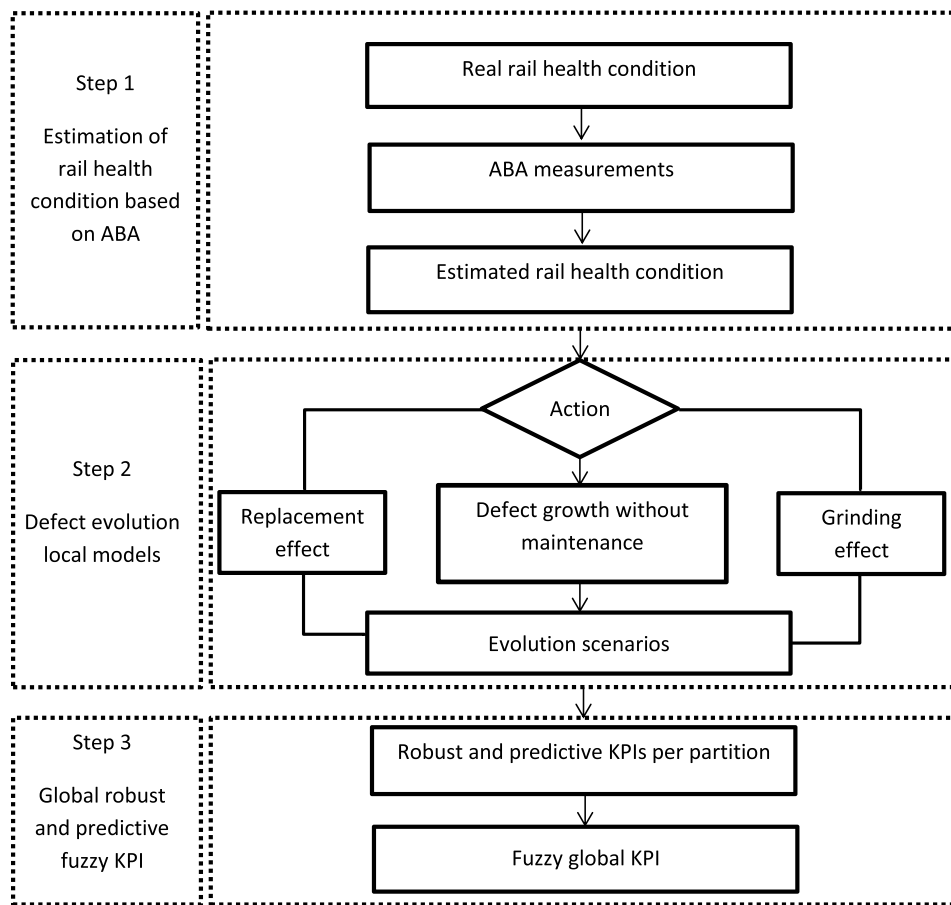 Step 1
Estimation of
rail health
condition based
on ABA
Real rail health condition
ABA measurements
Estimated rail health condition
Step 2
Defect evolution
local models
Action
Replacement
effect
Defect growth without
maintenance
Grinding
effect
Evolution scenarios
Step 3
Global robust
and predictive
fuzzy KPI
Robust and predictive KPIs per partition
Fuzzy global KPI